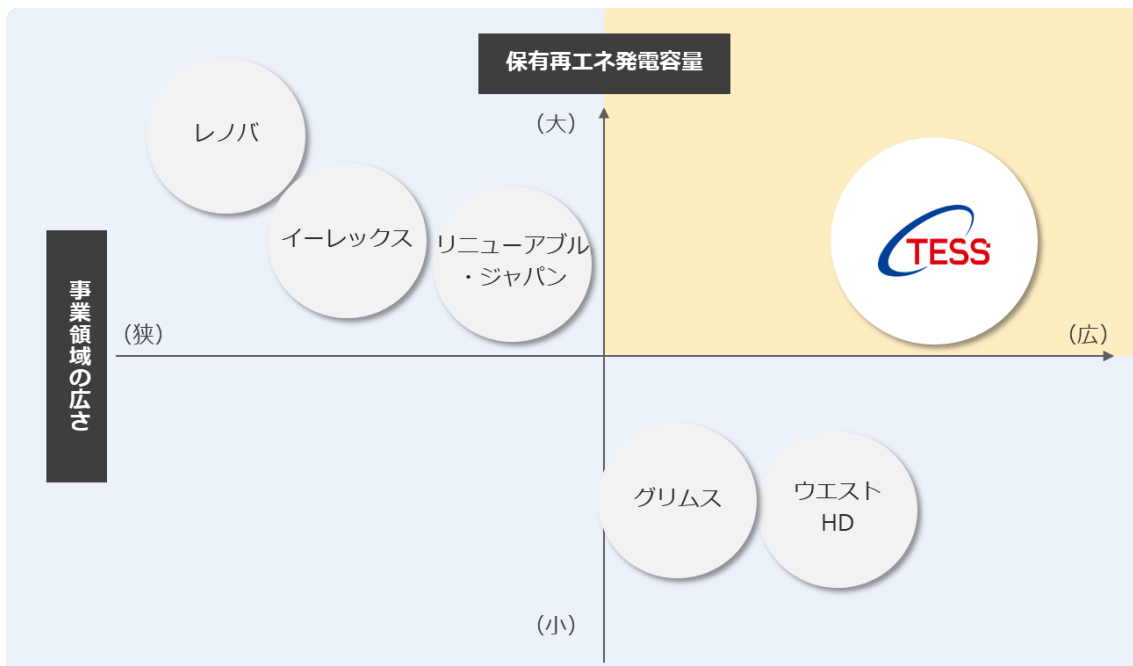 保有再エネ発電容量
（大）
レノバ
イーレックス
リニューアブル
・ジャパン
TESS
事業領域の広さ
（狭）
（広）
グリムス
ウエスト
HD
（小）